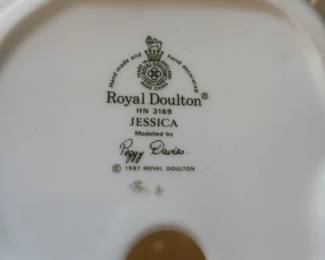 Hand made and hand decorated
Royal Doulton®
HN 3169
JESSICA
Modelled by
Peggy Davies.
© 1987 ROYAL DOULTON